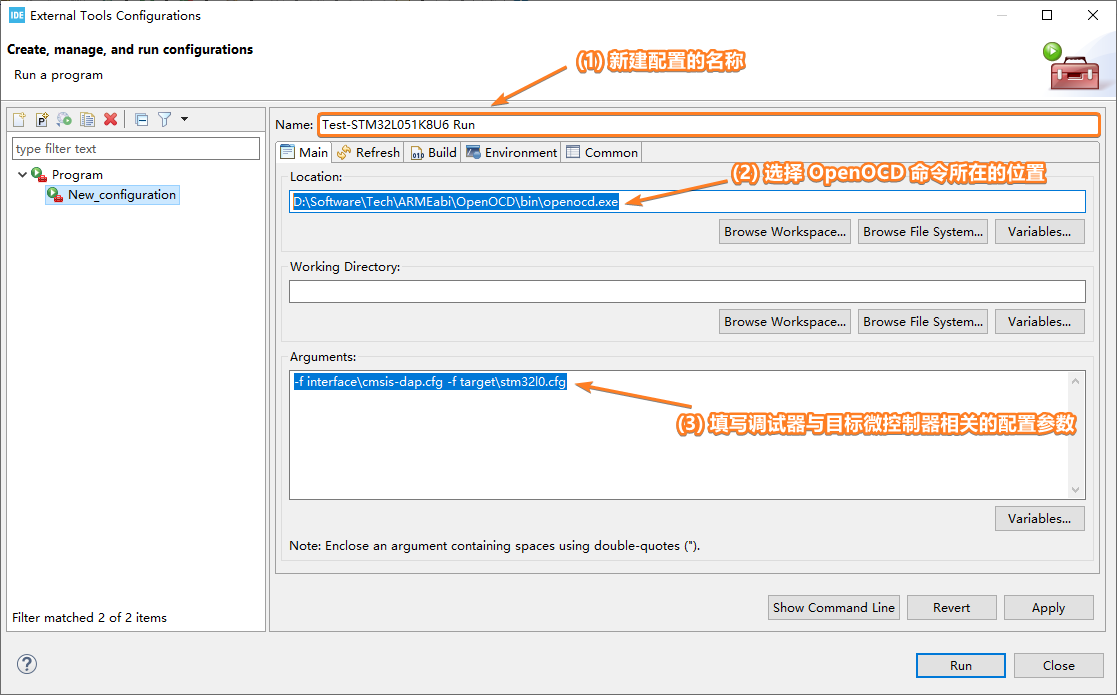 IDE External Tools Configurations
Create, manage, and run configurations
Run a program
(1) 新建配置的名称
Name: Test-STM32L051K8U6 Run
type filter text
Main Refresh Build Environment Common
Program
New_configuration
Location:
(2) 选择 OpenOCD 命令所在的位置
D:\Software\Tech\ARMEabi\OpenOCD\bin\openocd.exe
Browse Workspace... Browse File System... Variables...
Working Directory:
Browse Workspace... Browse File System... Variables...
Arguments:
-f interface\cmsis-dap.cfg -f target\stm32l0.cfg
(3) 填写调试器与目标微控制器相关的配置参数
Variables...
Note: Enclose an argument containing spaces using double-quotes (").
Filter matched 2 of 2 items
Show Command Line Revert Apply
Run Close